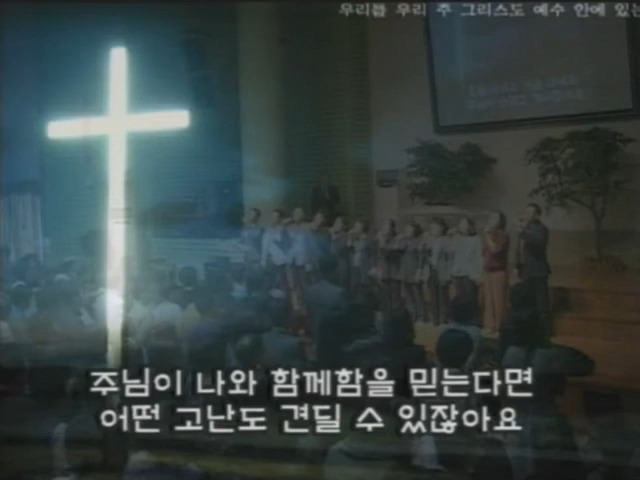 우리를 우리 주 그리스도 예수 안에 있는
주님이 나와 함께함을 믿는다면
어떤 고난도 견딜 수 있잖아요